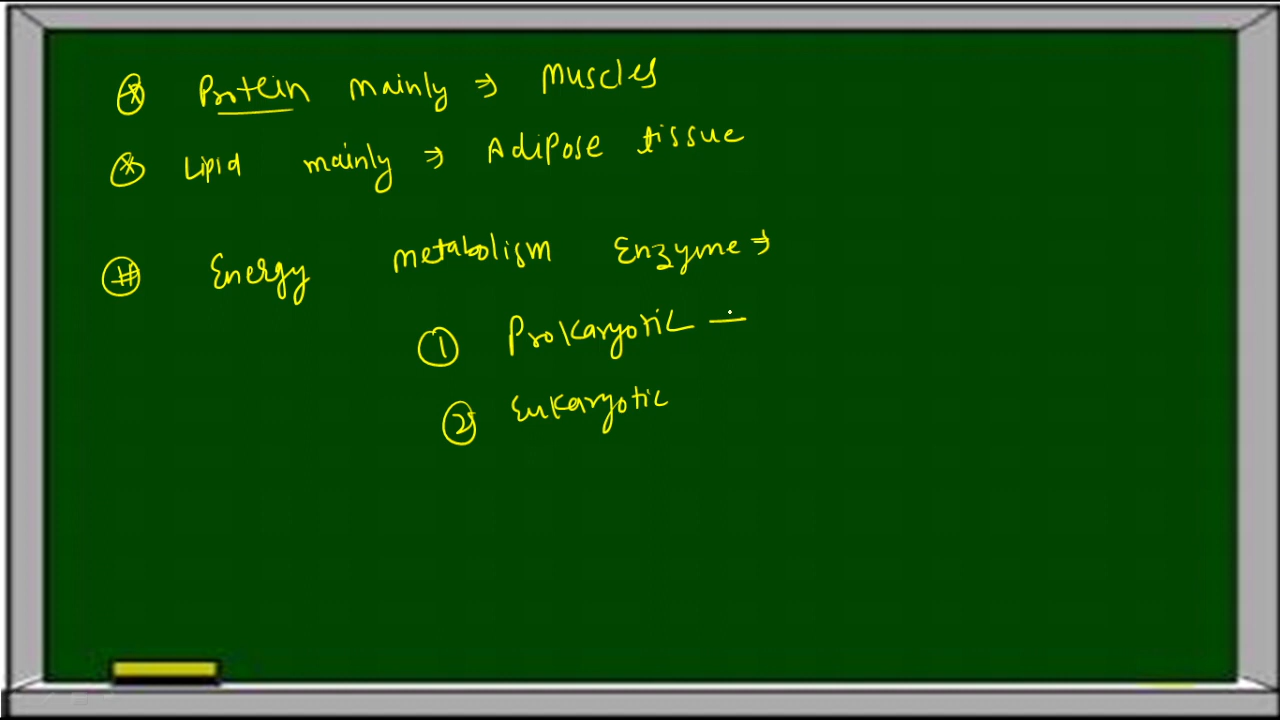 * Protein mainly ⇒ Muscles
* Lipid mainly ⇒ Adipose tissue
# Energy metabolism Enzyme ⇒
1 Prokaryotic —
2 Eukaryotic